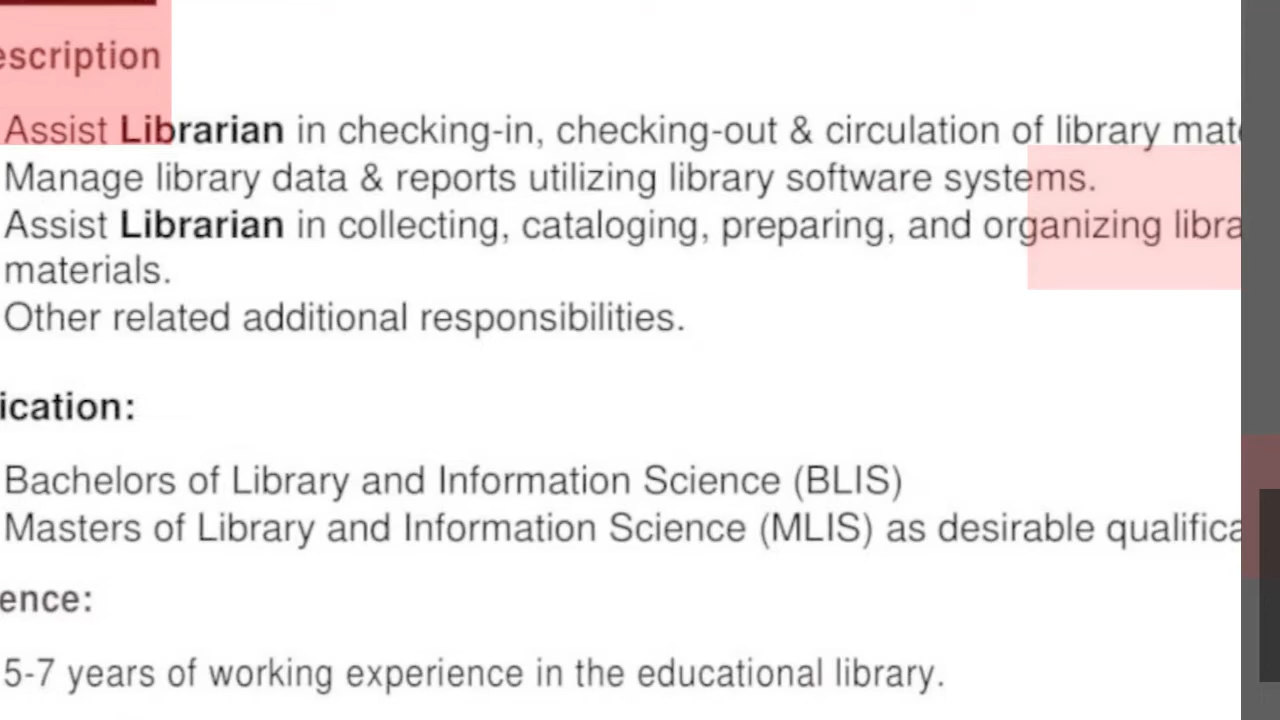 escription
Assist Librarian in checking-in, checking-out & circulation of library mate
Manage library data & reports utilizing library software systems.
Assist Librarian in collecting, cataloging, preparing, and organizing libra
materials.
Other related additional responsibilities.
ication:
Bachelors of Library and Information Science (BLIS)
Masters of Library and Information Science (MLIS) as desirable qualifica
ence:
5-7 years of working experience in the educational library.